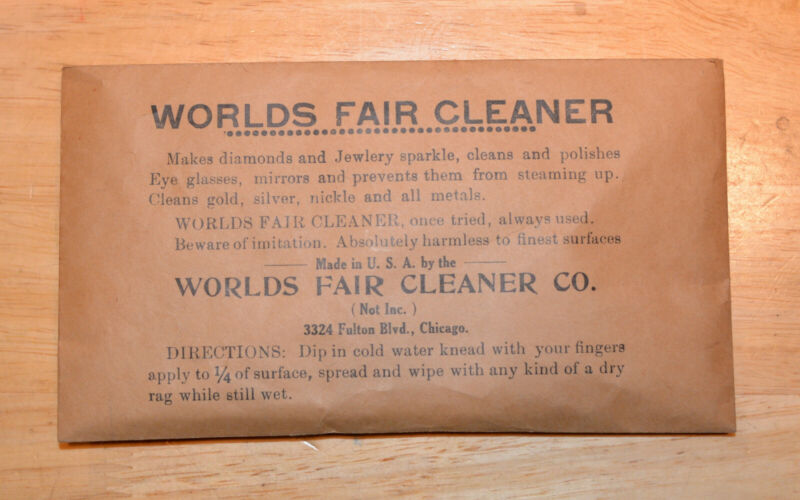 WORLDS FAIR CLEANER
Makes diamonds and Jewlery sparkle, cleans and polishes
Eye glasses, mirrors and prevents them from steaming up.
Cleans gold, silver, nickle and all metals.
WORLDS FAIR CLEANER, once tried, always used.
Beware of imitation. Absolutely harmless to finest surfaces
Made in U. S. A. by the
WORLDS FAIR CLEANER CO.
( Not Inc. )
3324 Fulton Blvd., Chicago.
DIRECTIONS: Dip in cold water knead with your fingers
apply to ¼ of surface, spread and wipe with any kind of a dry
rag while still wet.